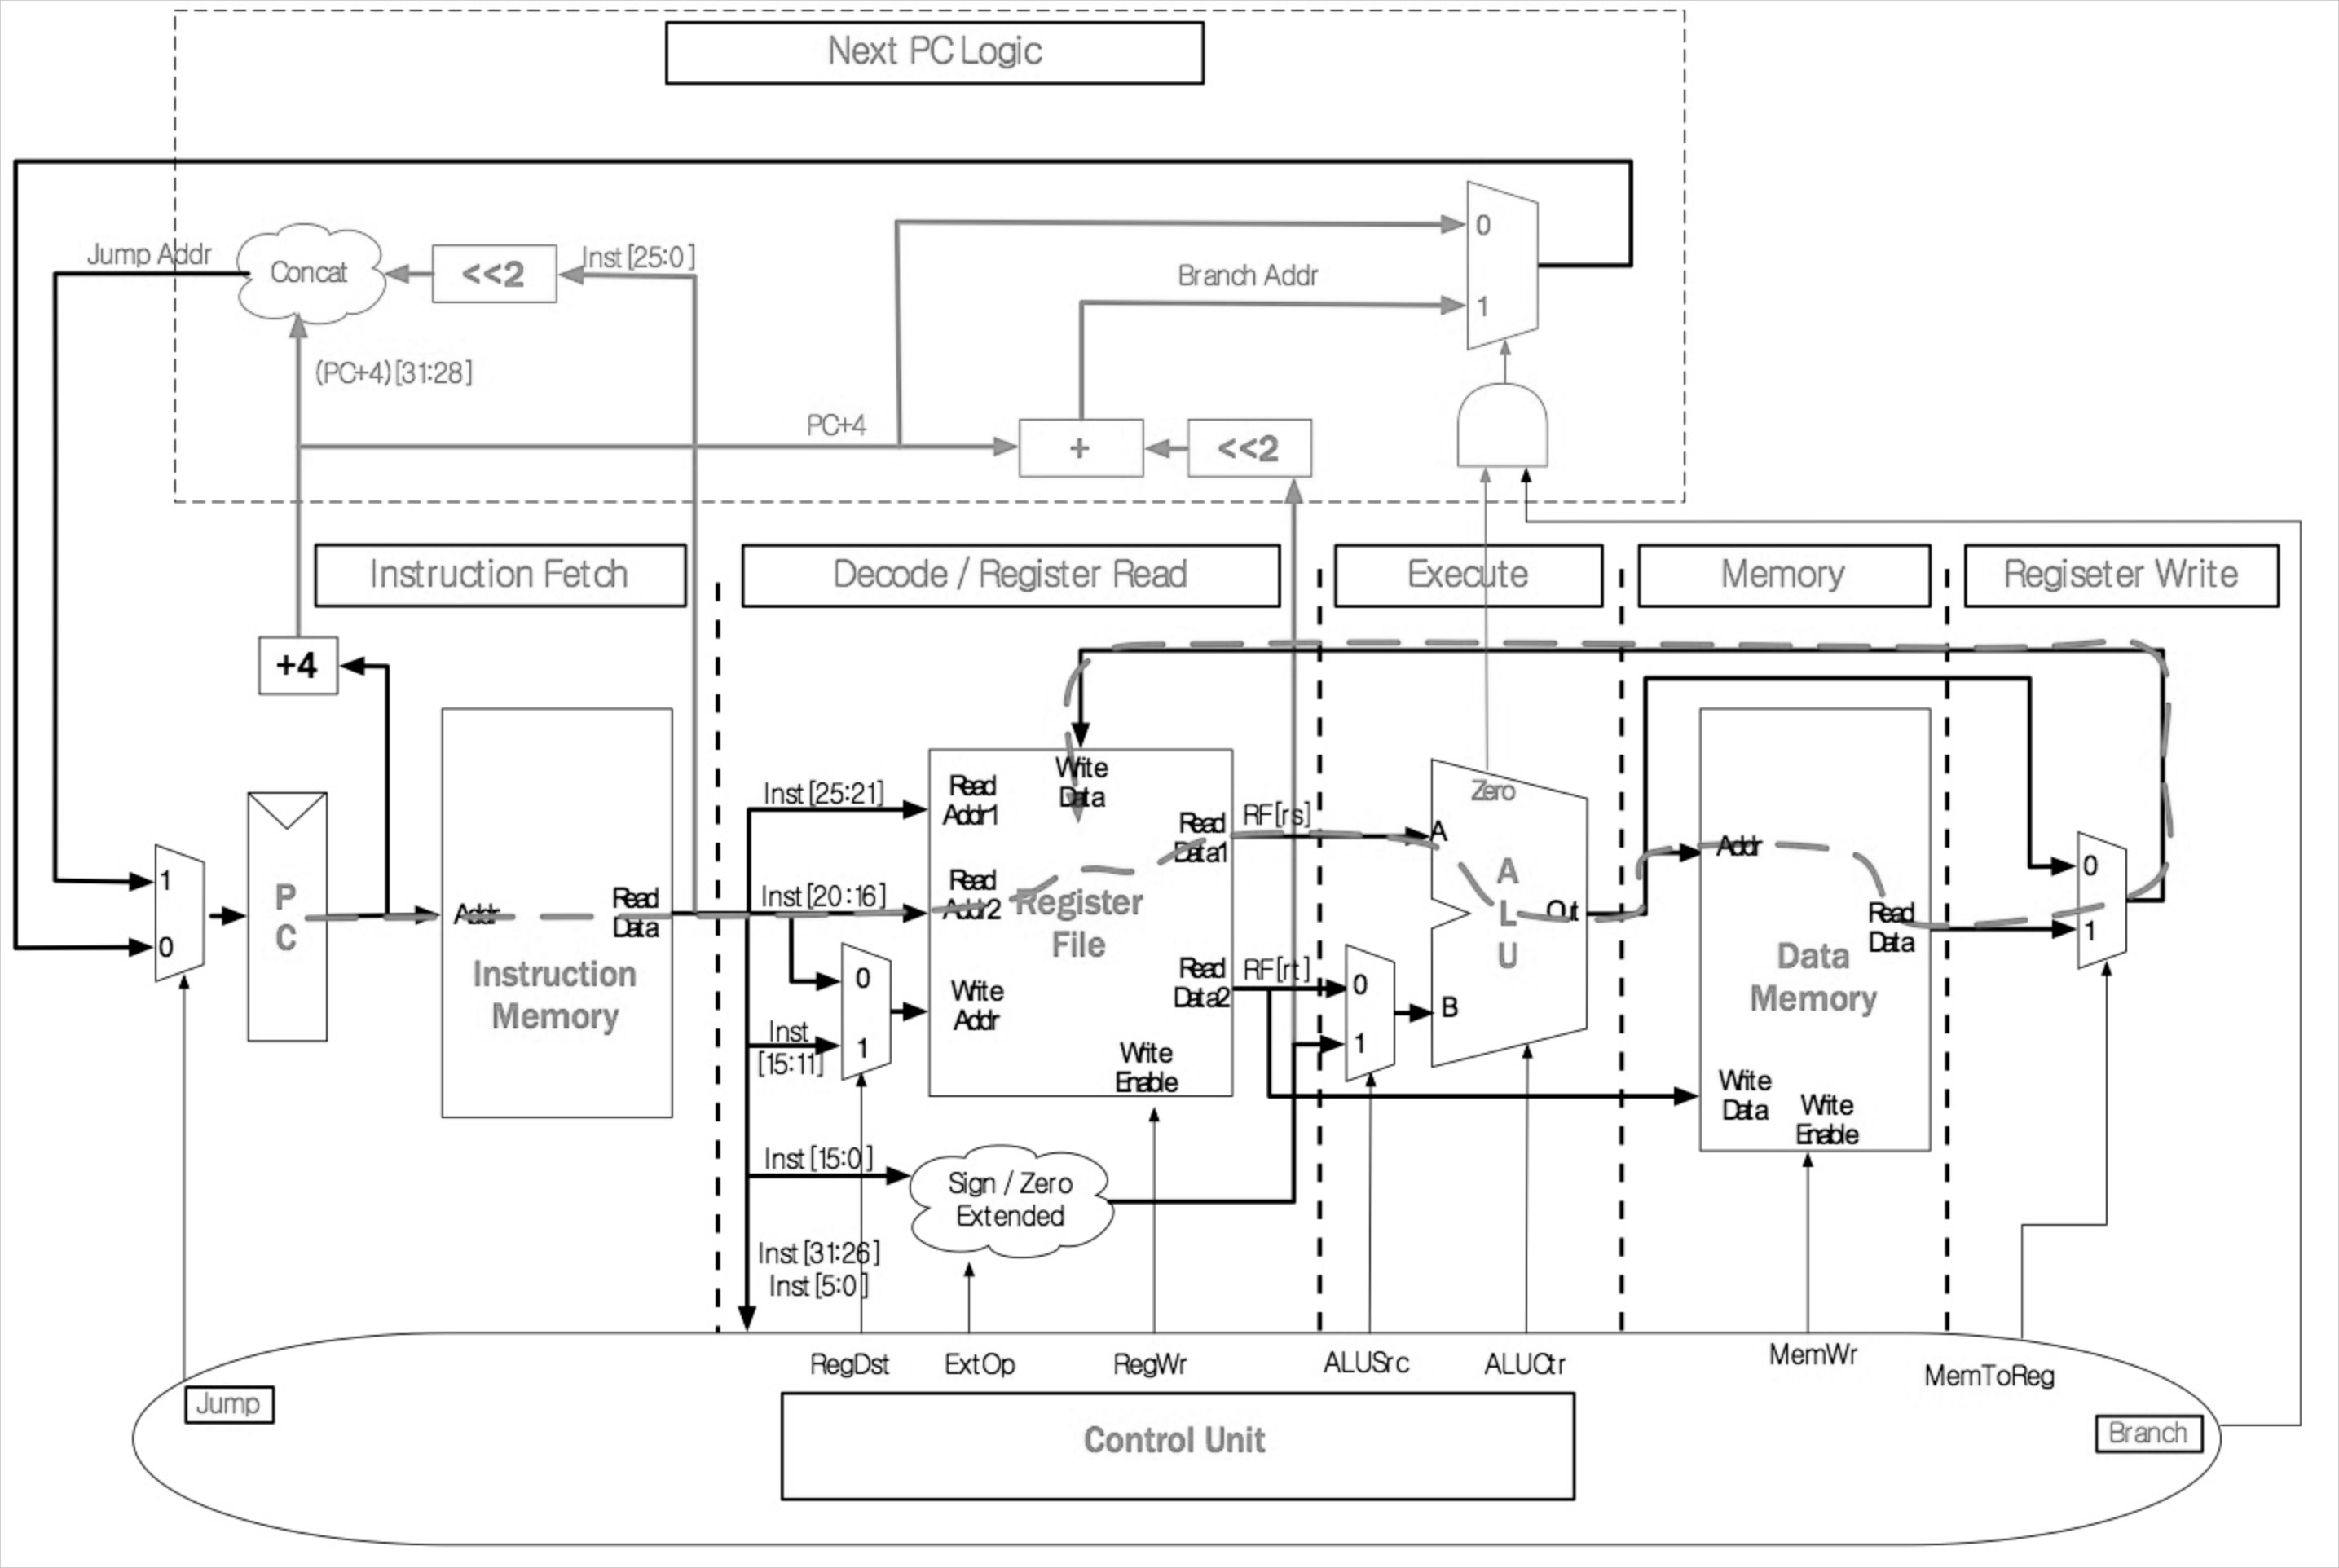 Next PC Logic
Jump Addr
Concat
<<2
Inst [25:0]
0
Branch Addr
1
(PC+4) [31:28]
PC+4
+
<<2
Instruction Fetch
Decode / Register Read
Execute
Memory
Regiseter Write
+4
Write
Data
Read
Addr1
Inst [25:21]
Zero
Read
Data1
RF[rs]
A
Addr
1
0
P
C
Addr
Read
Data
Inst [20:16]
Read
Addr2
Register
File
A
L
U
Out
Read
Data
0
1
Instruction
Memory
0
1
Inst
[15:11]
Write
Addr
Read
Data2
RF[rt]
0
1
B
Data
Memory
Write
Enable
Write
Data
Write
Enable
Inst [15:0]
Sign / Zero
Extended
Inst [31:26]
Inst [5:0]
RegDst
ExtOp
RegWr
ALUSrc
ALUCtr
MemWr
MemToReg
Jump
Control Unit
Branch